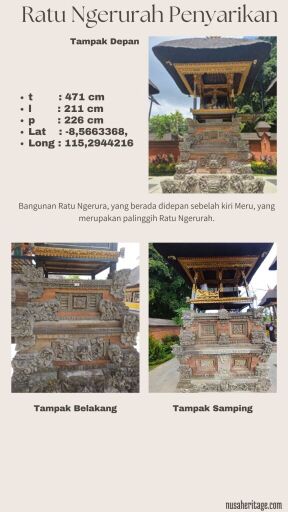 Ratu Ngerurah Penyarikan
Tampak Depan
• t : 471 cm
• l : 211 cm
• p : 226 cm
• Lat : -8,5663368,
• Long : 115,2944216
Bangunan Ratu Ngerura, yang berada didepan sebelah kiri Meru, yang
merupakan palinggih Ratu Ngerurah.
Tampak Belakang
Tampak Samping
nusaheritage.com